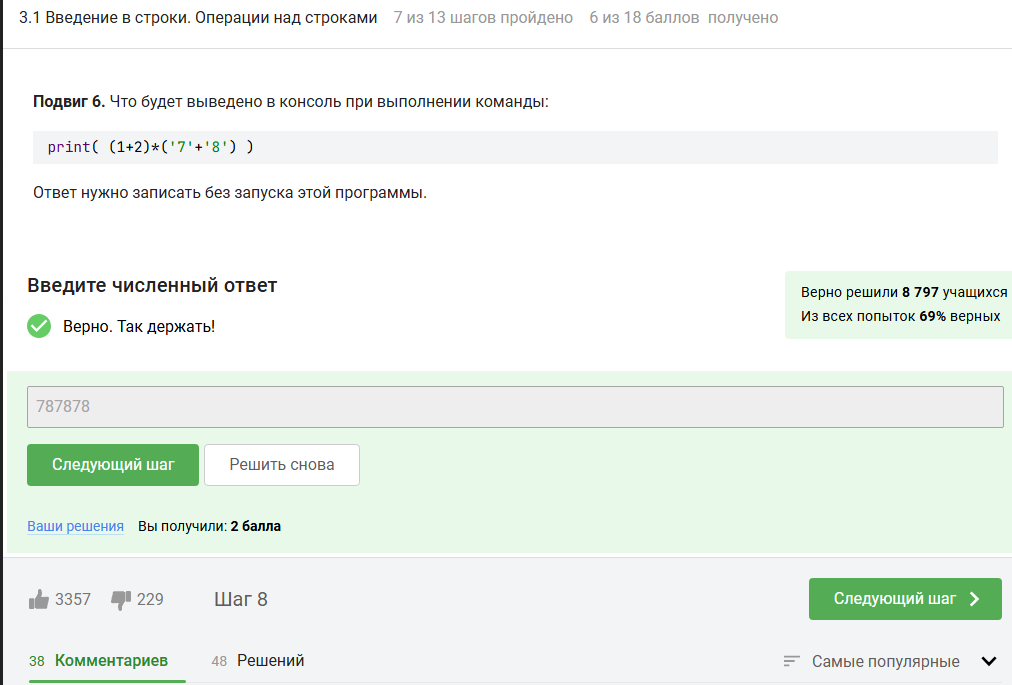 3.1 Введение в строки. Операции над строками 7 из 13 шагов пройдено 6 из 18 баллов получено
Подвиг 6. Что будет выведено в консоль при выполнении команды:
print( (1+2)*('7'+'8') )
Ответ нужно записать без запуска этой программы.
Введите численный ответ
Верно решили 8 797 учащихся
Из всех попыток 69% верных
Верно. Так держать!
787878
Следующий шаг Решить снова
Ваши решения Вы получили: 2 балла
3357 229 Шаг 8 Следующий шаг
38 Комментариев 48 Решений Самые популярные